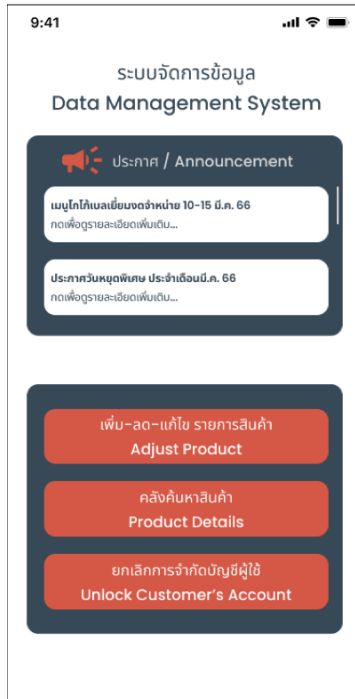 9:41
ระบบจัดการข้อมูล
Data Management System
ประกาศ / Announcement
เมนูโกโก้เบลเยี่ยมงดจำหน่าย 10-15 มี.ค. 66
กดเพื่อดูรายละเอียดเพิ่มเติม...
ประกาศวันหยุดพิเศษ ประจำเดือนมี.ค. 66
กดเพื่อดูรายละเอียดเพิ่มเติม...
เพิ่ม-ลด-แก้ไข รายการสินค้า
Adjust Product
คลังค้นหาสินค้า
Product Details
ยกเลิกการจำกัดบัญชีผู้ใช้
Unlock Customer's Account